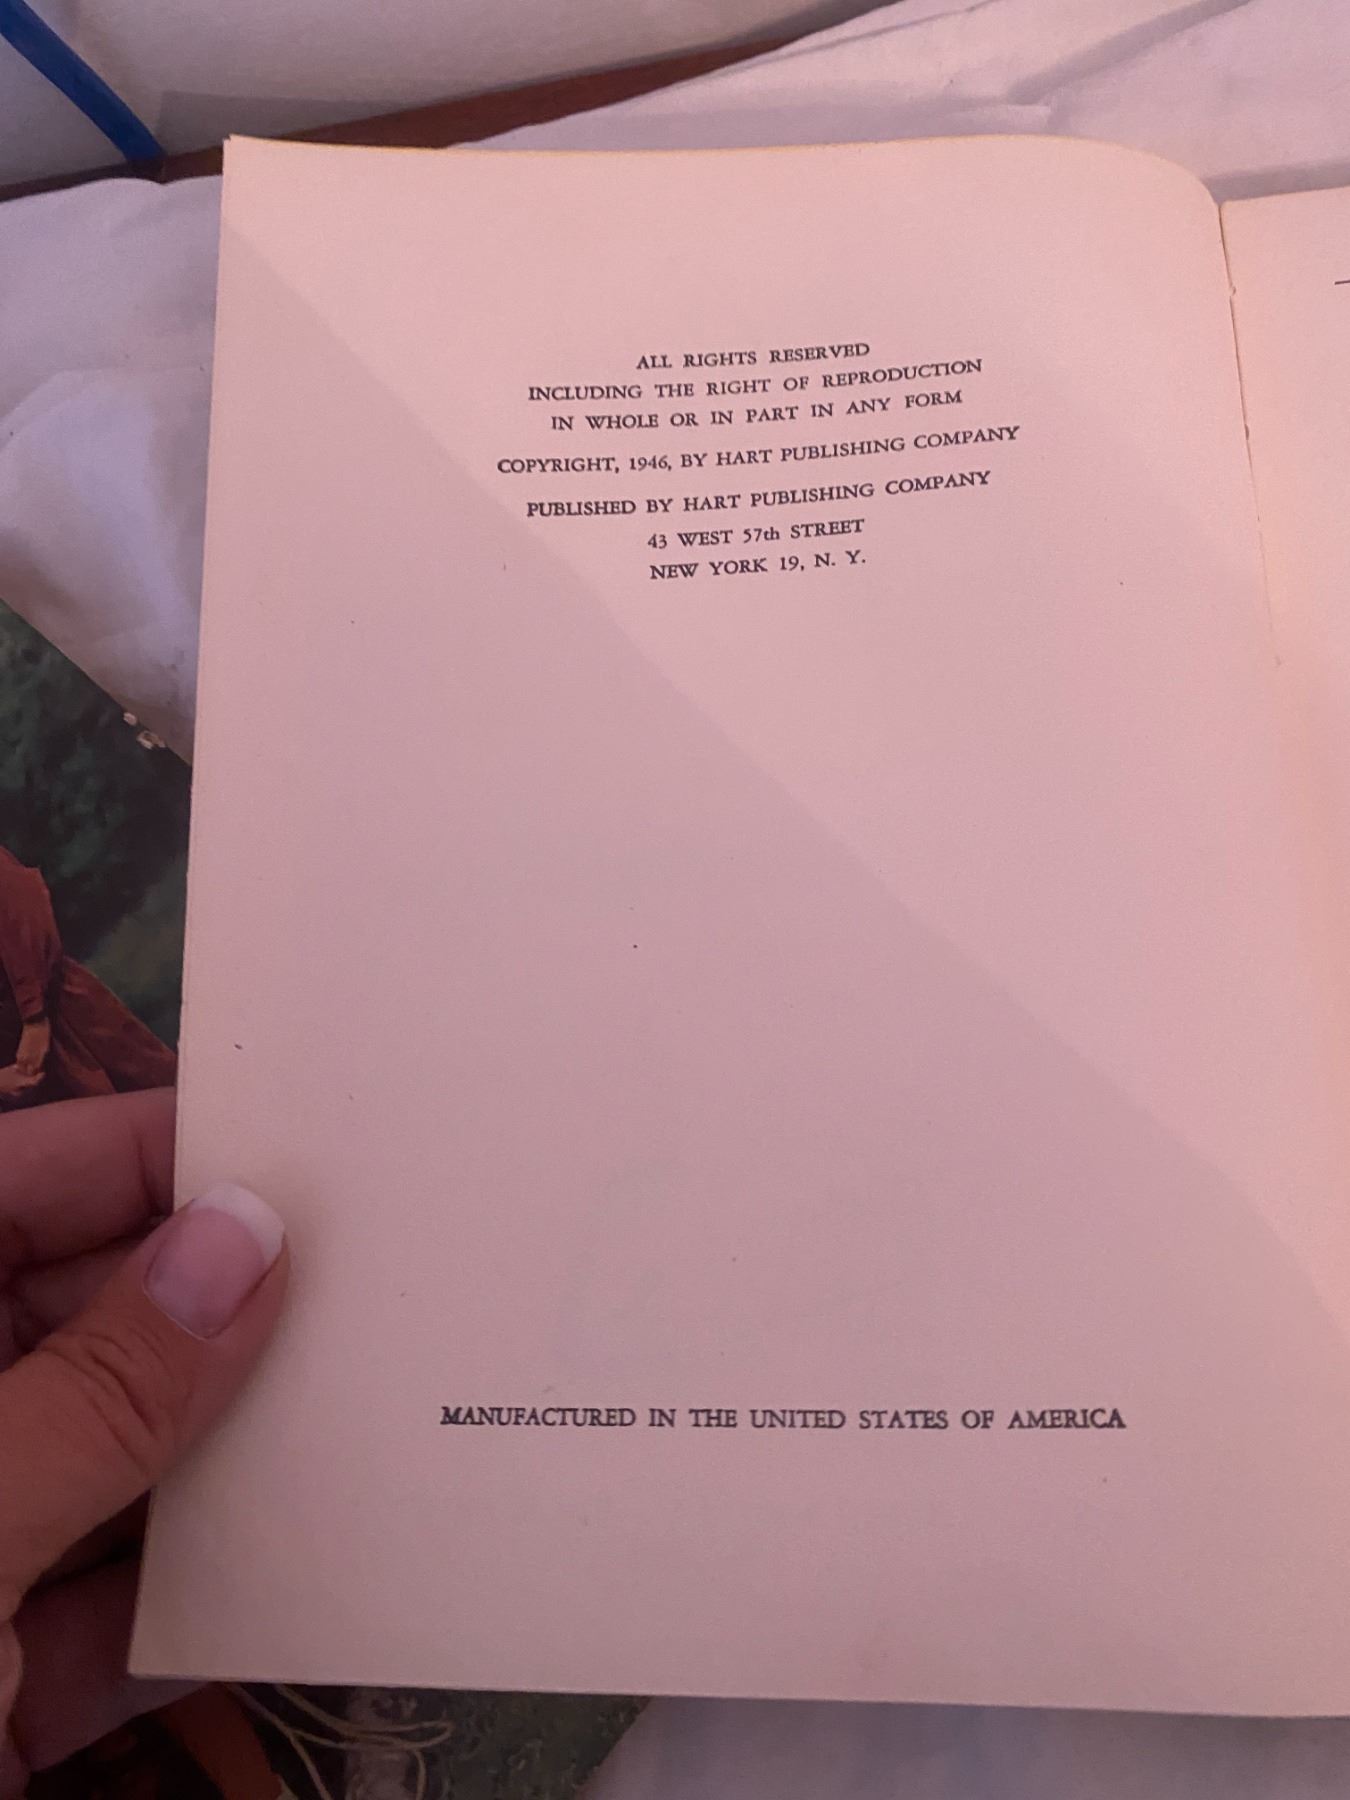 ALL RIGHTS RESERVED
INCLUDING THE RIGHT OF REPRODUCTION
IN WHOLE OR IN PART IN ANY FORM
COPYRIGHT, 1946, BY HART PUBLISHING COMPANY
PUBLISHED BY HART PUBLISHING COMPANY
43 WEST 57th STREET
NEW YORK 19, N. Y.
MANUFACTURED IN THE UNITED STATES OF AMERICA